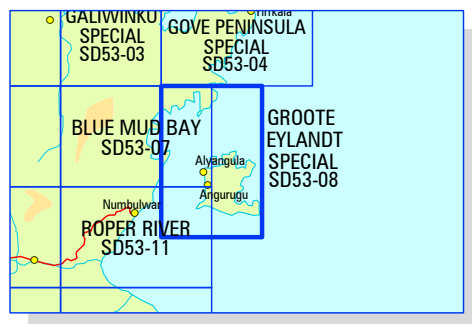 GALIWINKU
SPECIAL
SD53-03
Yirrkala
GOVE PENINSULA
SPECIAL
SD53-04
BLUE MUD BAY
SD53-07
GROOTE
EYLANDT
SPECIAL
SD53-08
Alyangula
Angurugu
Numbulwar
ROPER RIVER
SD53-11